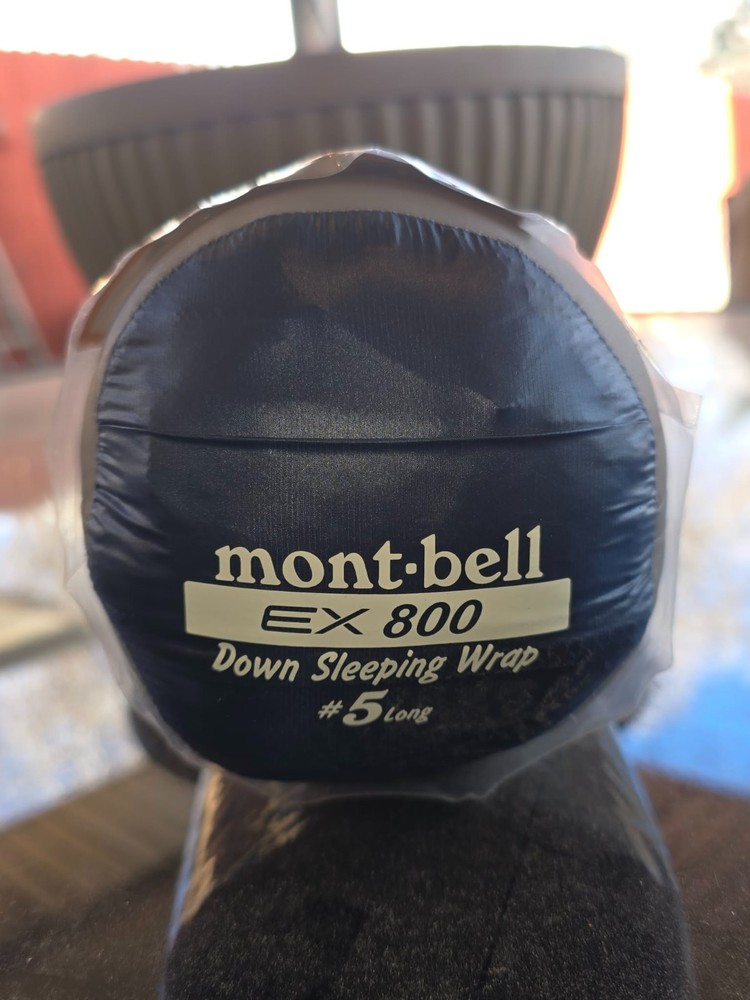 mont·bell
EX 800
Down Sleeping Wrap
#5 Long